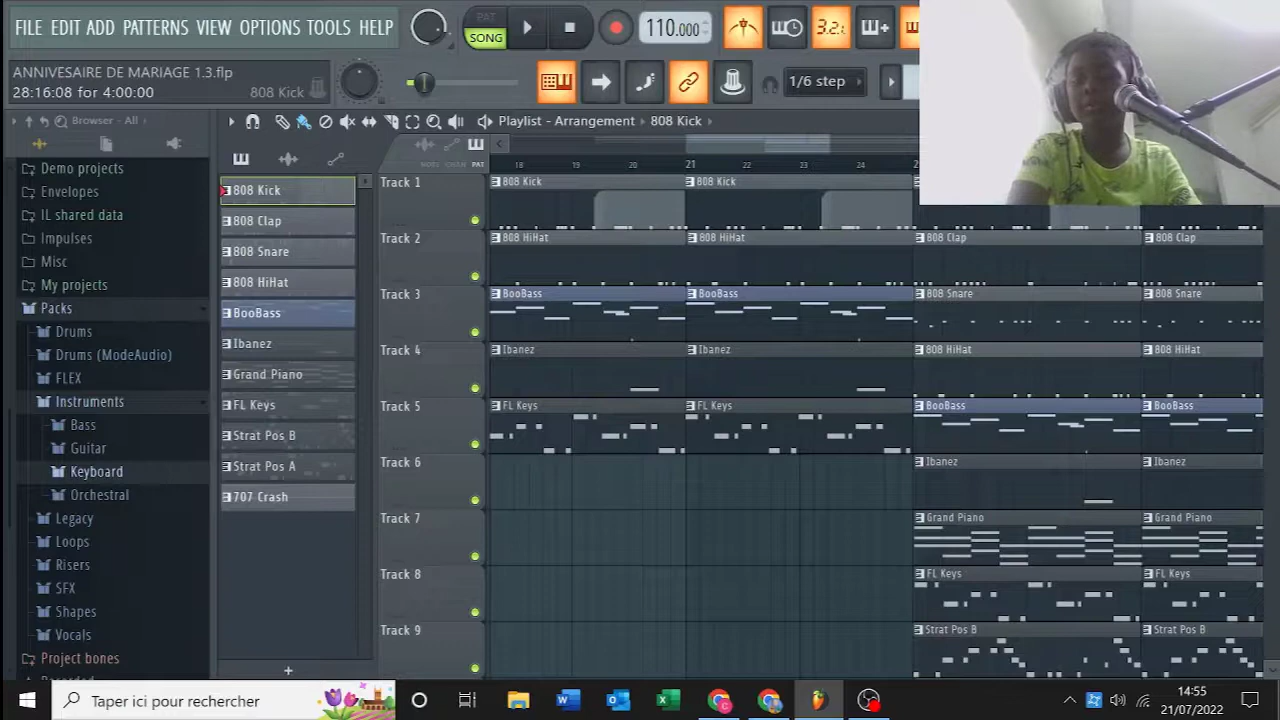 FILE EDIT ADD PATTERNS VIEW OPTIONS TOOLS HELP
PAT
SONG
110.000
3.2.
ANNIVESAIRE DE MARIAGE 1.3.flp
28:16:08 for 4:00:00
808 Kick
1/6 step
Browser - All
Playlist - Arrangement
808 Kick
NOTE CHAN PAT
18 19 20 21 22 23 24
Demo projects
Envelopes
IL shared data
Impulses
Misc
My projects
Packs
Drums
Drums (ModeAudio)
FLEX
Instruments
Bass
Guitar
Keyboard
Orchestral
Legacy
Loops
Risers
SFX
Shapes
Vocals
Project bones
808 Kick
808 Clap
808 Snare
808 HiHat
BooBass
Ibanez
Grand Piano
FL Keys
Strat Pos B
Strat Pos A
707 Crash
+
Track 1
808 Kick
808 Kick
Track 2
808 HiHat
808 HiHat
808 Clap
808 Clap
Track 3
BooBass
BooBass
808 Snare
808 Snare
Track 4
Ibanez
Ibanez
808 HiHat
808 HiHat
Track 5
FL Keys
FL Keys
BooBass
BooBass
Track 6
Ibanez
Ibanez
Track 7
Grand Piano
Grand Piano
Track 8
FL Keys
FL Keys
Track 9
Strat Pos B
Strat Pos B
Taper ici pour rechercher
14:55
21/07/2022